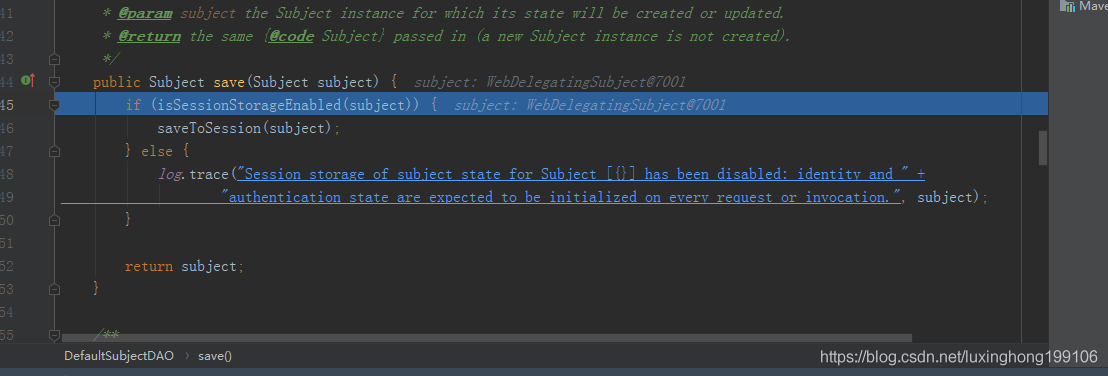 41 * @param subject the Subject instance for which its state will be created or updated.
42 * @return the same {@code Subject} passed in (a new Subject instance is not created).
43 */
44 public Subject save(Subject subject) { subject: WebDelegatingSubject@7001
45 if (isSessionStorageEnabled(subject)) { subject: WebDelegatingSubject@7001
46 saveToSession(subject);
47 } else {
48 log.trace("Session storage of subject state for Subject [{}] has been disabled: identity and " +
49 "authentication state are expected to be initialized on every request or invocation.", subject);
50 }
51
52 return subject;
53 }
54
55 /**
DefaultSubjectDAO › save()
Mave
https://blog.csdn.net/luxinghong199106